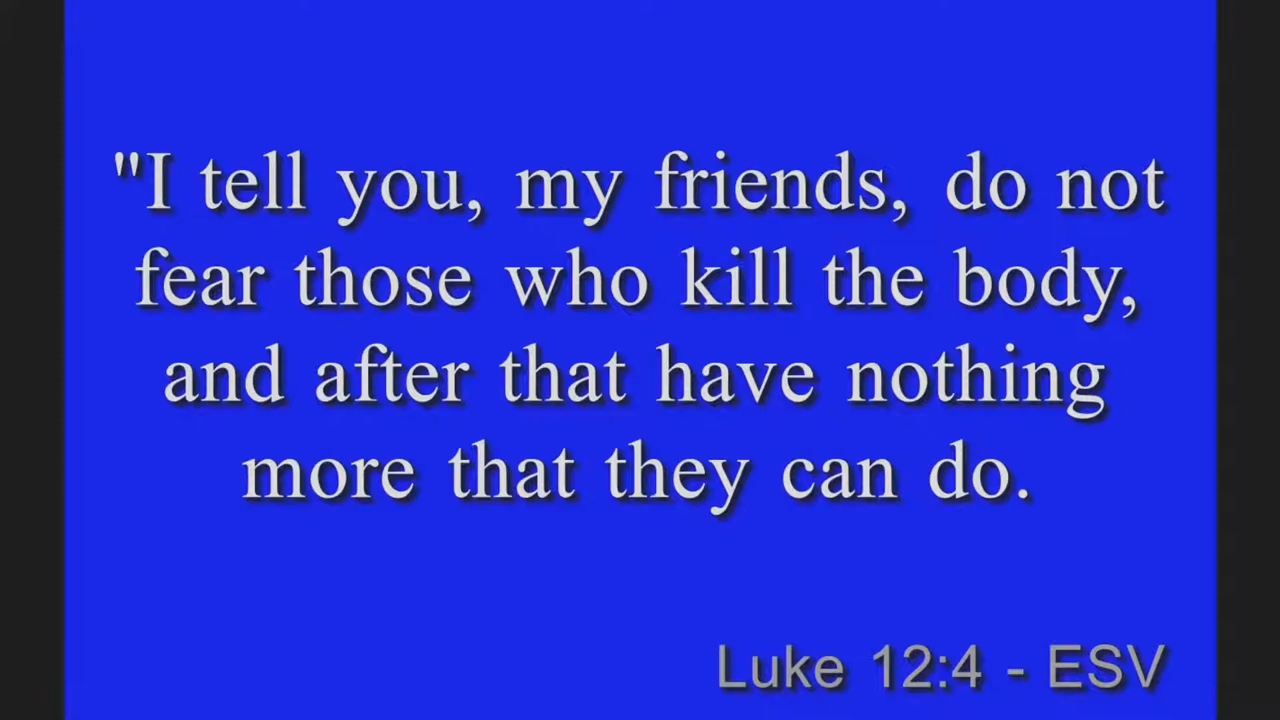 "I tell you, my friends, do not
fear those who kill the body,
and after that have nothing
more that they can do.
Luke 12:4 - ESV